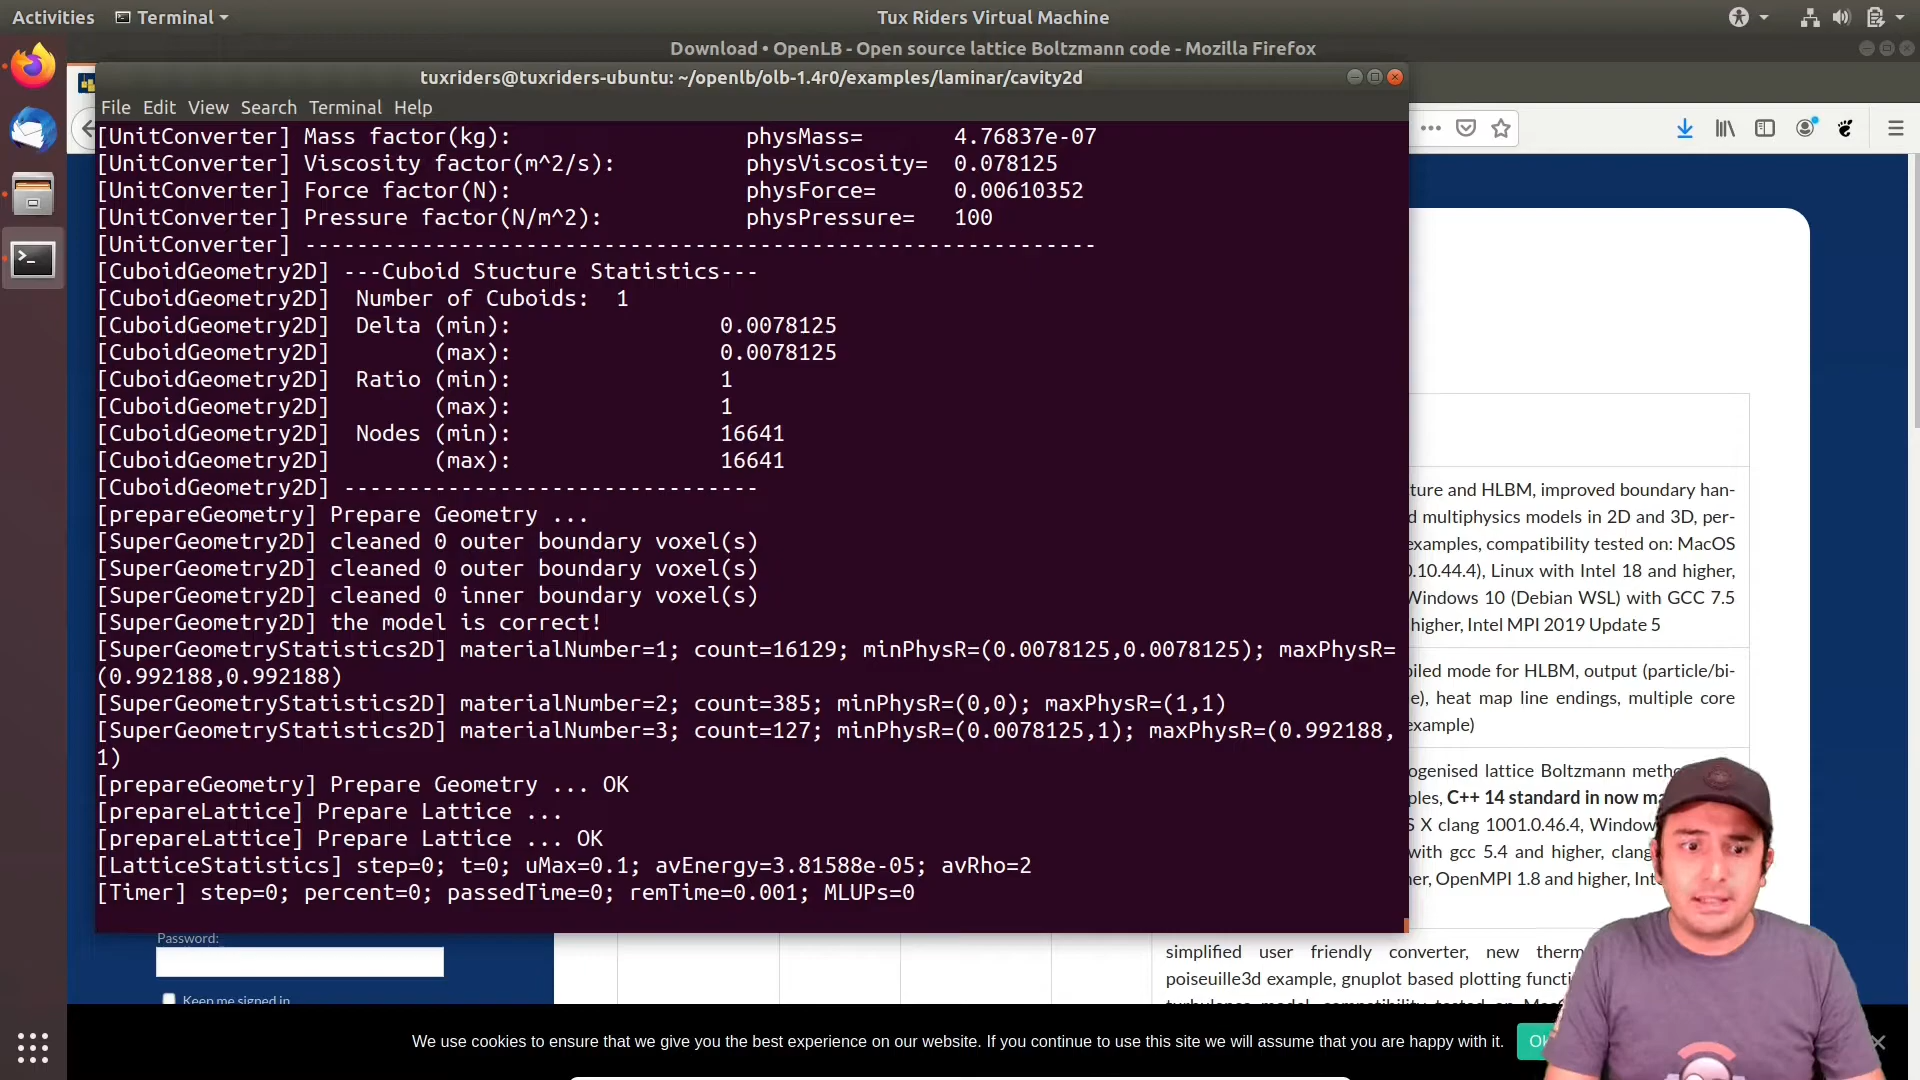 Activities
Terminal
Tux Riders Virtual Machine
Download • OpenLB - Open source lattice Boltzmann code - Mozilla Firefox
tuxriders@tuxriders-ubuntu: ~/openlb/olb-1.4r0/examples/laminar/cavity2d
File Edit View Search Terminal Help
[UnitConverter] Mass factor(kg): physMass= 4.76837e-07
[UnitConverter] Viscosity factor(m^2/s): physViscosity= 0.078125
[UnitConverter] Force factor(N): physForce= 0.00610352
[UnitConverter] Pressure factor(N/m^2): physPressure= 100
[UnitConverter] -------------------------------------------------------------
[CuboidGeometry2D] ---Cuboid Stucture Statistics---
[CuboidGeometry2D] Number of Cuboids: 1
[CuboidGeometry2D] Delta (min): 0.0078125
[CuboidGeometry2D] (max): 0.0078125
[CuboidGeometry2D] Ratio (min): 1
[CuboidGeometry2D] (max): 1
[CuboidGeometry2D] Nodes (min): 16641
[CuboidGeometry2D] (max): 16641
[CuboidGeometry2D] --------------------------------
[prepareGeometry] Prepare Geometry ...
[SuperGeometry2D] cleaned 0 outer boundary voxel(s)
[SuperGeometry2D] cleaned 0 outer boundary voxel(s)
[SuperGeometry2D] cleaned 0 inner boundary voxel(s)
[SuperGeometry2D] the model is correct!
[SuperGeometryStatistics2D] materialNumber=1; count=16129; minPhysR=(0.0078125,0.0078125); maxPhysR=
(0.992188,0.992188)
[SuperGeometryStatistics2D] materialNumber=2; count=385; minPhysR=(0,0); maxPhysR=(1,1)
[SuperGeometryStatistics2D] materialNumber=3; count=127; minPhysR=(0.0078125,1); maxPhysR=(0.992188,
1)
[prepareGeometry] Prepare Geometry ... OK
[prepareLattice] Prepare Lattice ...
[prepareLattice] Prepare Lattice ... OK
[LatticeStatistics] step=0; t=0; uMax=0.1; avEnergy=3.81588e-05; avRho=2
[Timer] step=0; percent=0; passedTime=0; remTime=0.001; MLUPs=0
ture and HLBM, improved boundary han-
d multiphysics models in 2D and 3D, per-
examples, compatibility tested on: MacOS
0.10.44.4), Linux with Intel 18 and higher,
Windows 10 (Debian WSL) with GCC 7.5
higher, Intel MPI 2019 Update 5
piled mode for HLBM, output (particle/bi-
e), heat map line endings, multiple core
example)
ogenised lattice Boltzmann meth
ples, C++ 14 standard in now ma
S X clang 1001.0.46.4, Window
with gcc 5.4 and higher, clang
her, OpenMPI 1.8 and higher, Int
simplified user friendly converter, new therm
poiseuille3d example, gnuplot based plotting funct
Password:
Keep me signed in
We use cookies to ensure that we give you the best experience on our website. If you continue to use this site we will assume that you are happy with it.